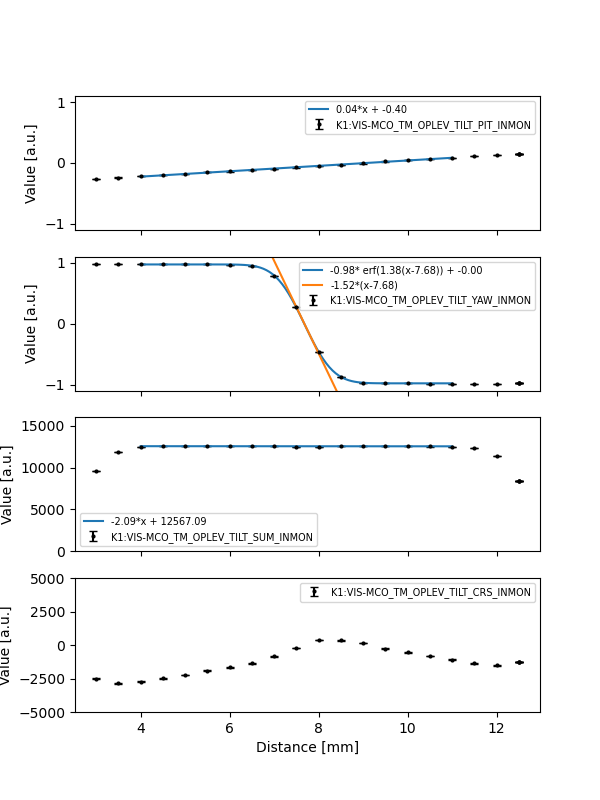 1
0
−1
Value [a.u.]
0.04*x + -0.40
K1:VIS-MCO_TM_OPLEV_TILT_PIT_INMON
1
0
−1
Value [a.u.]
-0.98* erf(1.38(x-7.68)) + -0.00
-1.52*(x-7.68)
K1:VIS-MCO_TM_OPLEV_TILT_YAW_INMON
15000
10000
5000
0
Value [a.u.]
-2.09*x + 12567.09
K1:VIS-MCO_TM_OPLEV_TILT_SUM_INMON
5000
2500
0
−2500
−5000
Value [a.u.]
K1:VIS-MCO_TM_OPLEV_TILT_CRS_INMON
4 6 8 10 12
Distance [mm]